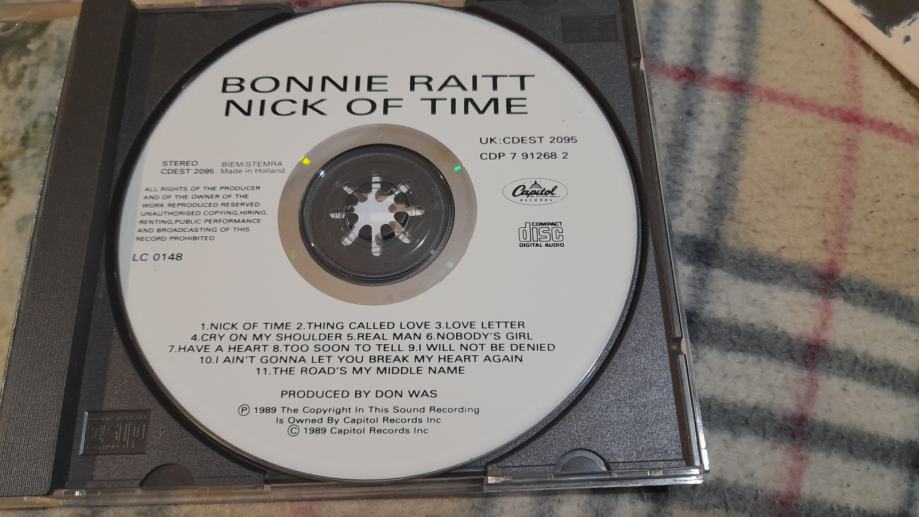 BONNIE RAITT
NICK OF TIME
STEREO
CDEST 2095
BIEM/STEMRA
Made in Holland
UK:CDEST 2095
CDP 7 91268 2
ALL RIGHTS OF THE PRODUCER
AND OF THE OWNER OF THE
WORK REPRODUCED RESERVED
UNAUTHORISED COPYING,HIRING,
RENTING,PUBLIC PERFORMANCE
AND BROADCASTING OF THIS
RECORD PROHIBITED
LC 0148
Capitol
RECORDS
COMPACT
disc
DIGITAL AUDIO
1.NICK OF TIME 2.THING CALLED LOVE 3.LOVE LETTER
4.CRY ON MY SHOULDER 5.REAL MAN 6.NOBODY'S GIRL
7.HAVE A HEART 8.TOO SOON TO TELL 9.I WILL NOT BE DENIED
10.I AIN'T GONNA LET YOU BREAK MY HEART AGAIN
11.THE ROAD'S MY MIDDLE NAME
PRODUCED BY DON WAS
Ⓟ 1989 The Copyright In This Sound Recording
Is Owned By Capitol Records Inc
© 1989 Capitol Records Inc